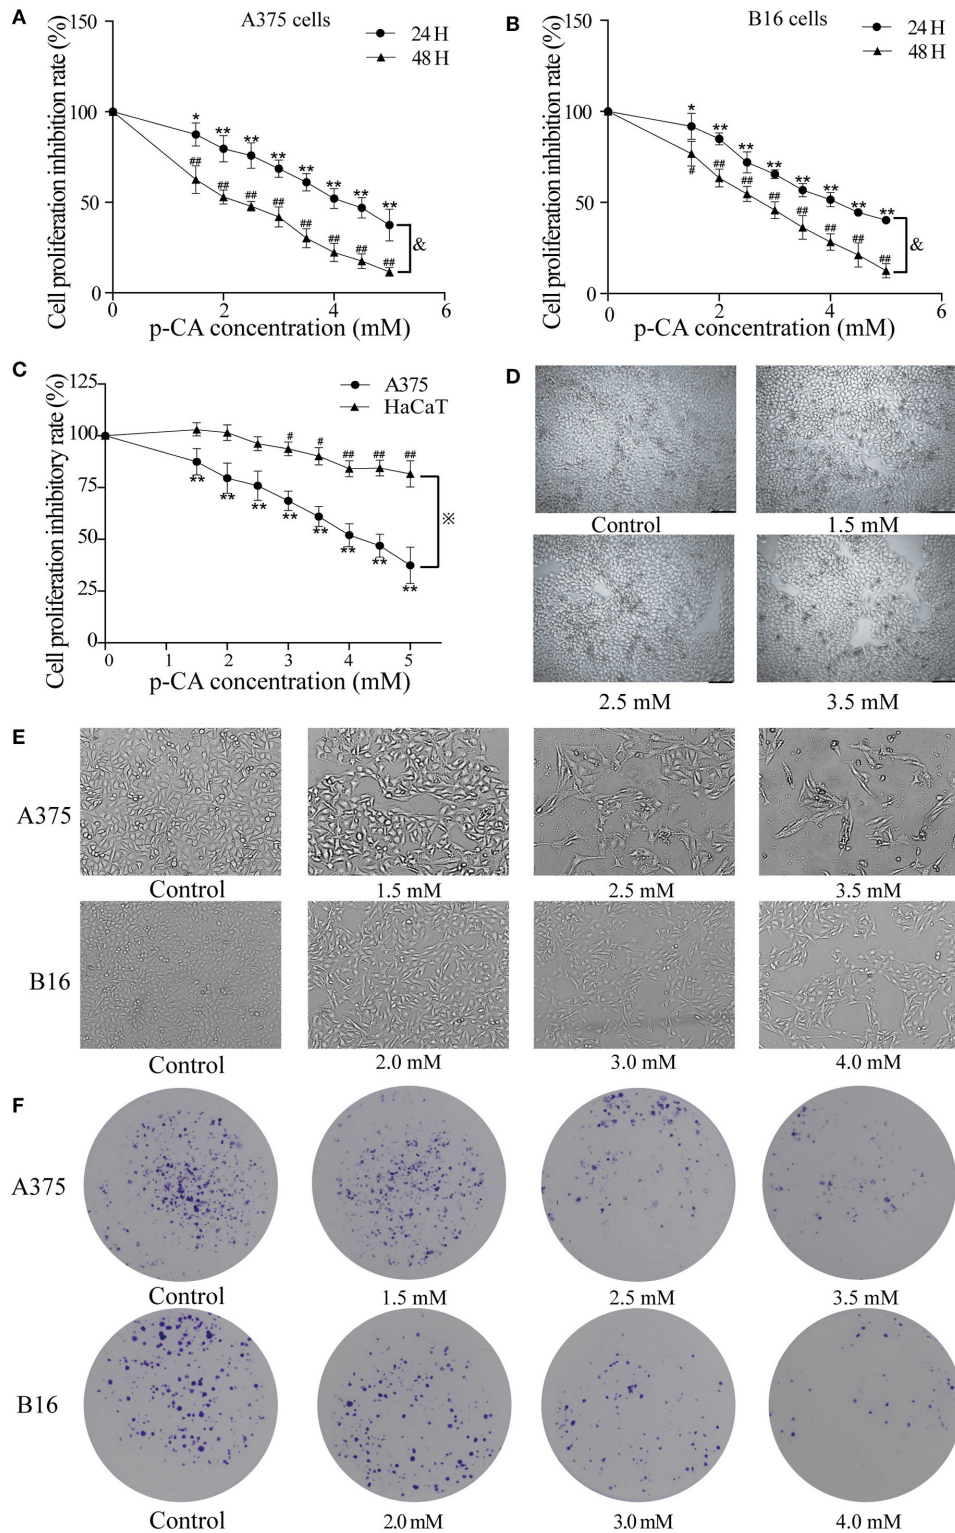 A
A375 cells
24 H
48 H
Cell proliferation inhibition rate (%)
150
100
50
0
*
**
**
**
**
**
**
**
##
##
##
##
##
##
##
##
&
0
2
4
6
p-CA concentration (mM)
B
B16 cells
24 H
48 H
Cell proliferation inhibition rate (%)
150
100
50
0
*
**
**
**
**
**
**
**
#
##
##
##
##
##
##
##
&
0
2
4
6
p-CA concentration (mM)
C
A375
HaCaT
Cell proliferation inhibitory rate (%)
125
100
75
50
25
0
#
#
##
##
##
**
**
**
**
**
**
**
**
※
0
1
2
3
4
5
p-CA concentration (mM)
D
Control
1.5 mM
2.5 mM
3.5 mM
E
A375
Control
1.5 mM
2.5 mM
3.5 mM
B16
Control
2.0 mM
3.0 mM
4.0 mM
F
A375
Control
1.5 mM
2.5 mM
3.5 mM
B16
Control
2.0 mM
3.0 mM
4.0 mM